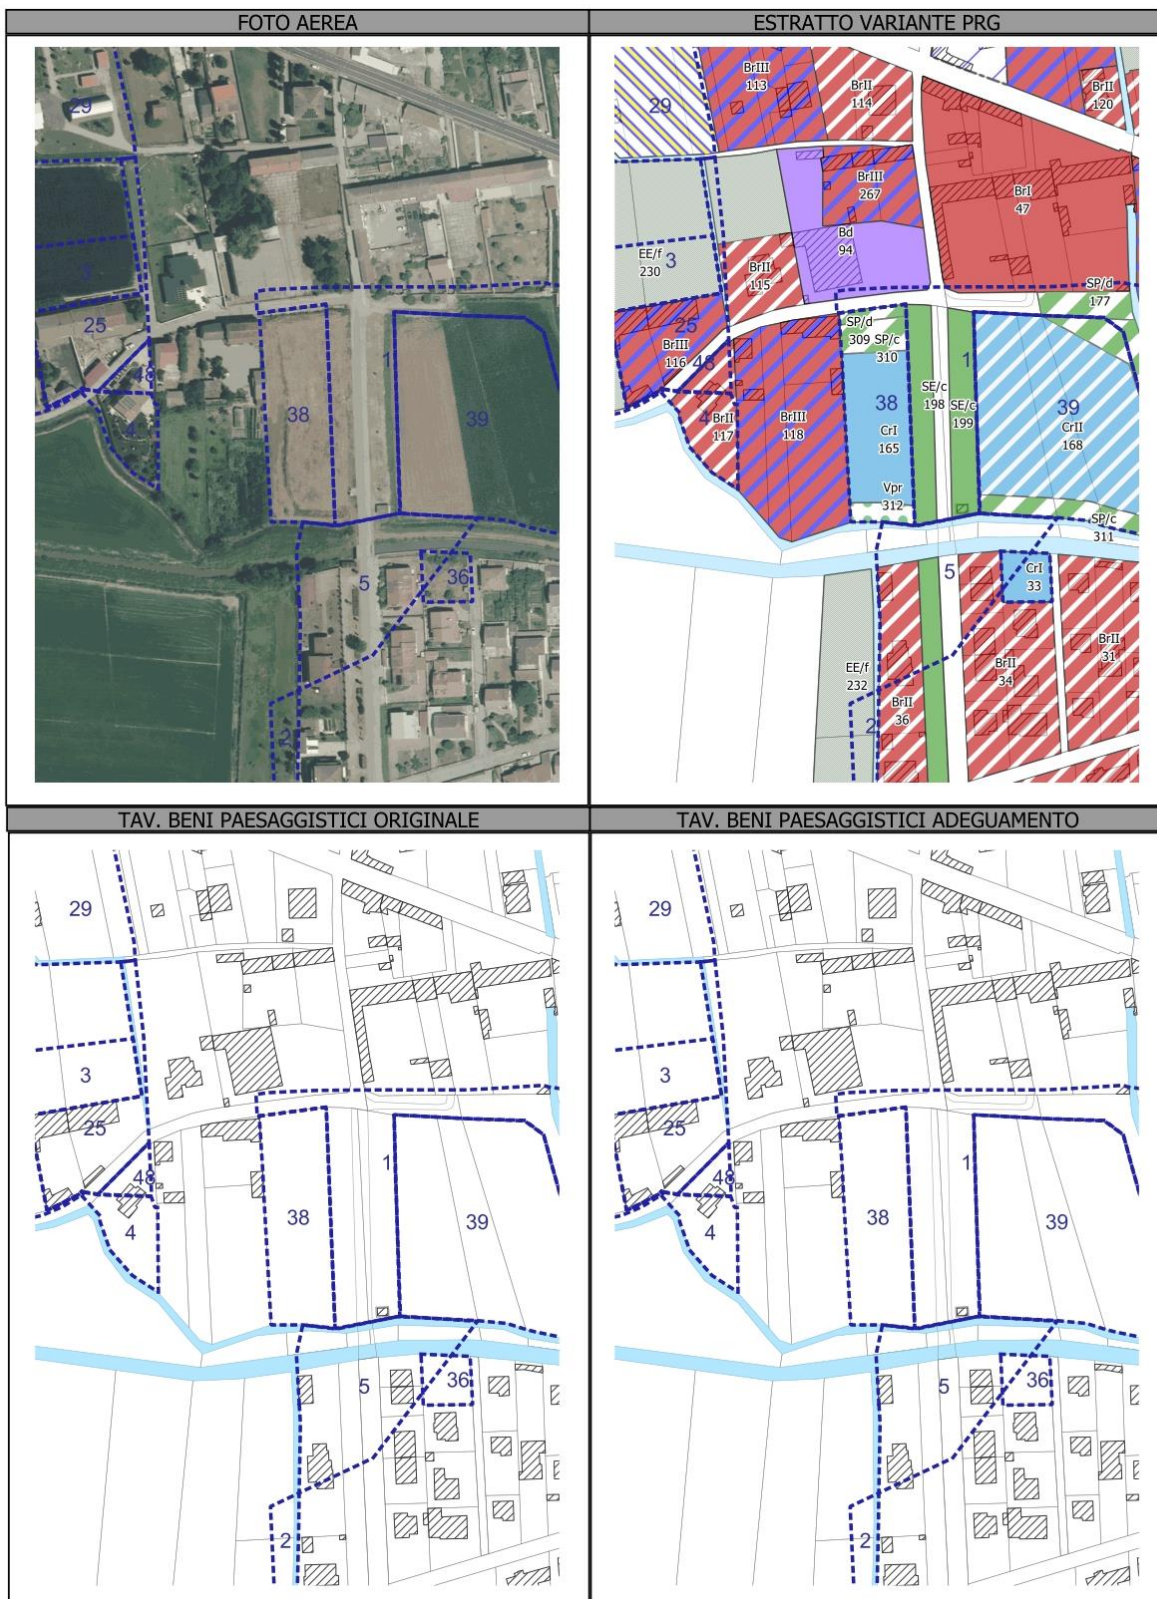 FOTO AEREA
29
3
25
48
4
38
1
39
5
36
2
ESTRATTO VARIANTE PRG
BrIII
113
BrII
114
BrII
120
29
BrIII
267
BrI
47
Bd
94
EE/f
230
3
BrII
115
SP/d
177
25
BrIII
116
48
SP/d
309
SP/c
310
1
38
CrI
165
SE/c
198
SE/c
199
39
CrII
168
4
BrII
117
BrIII
118
Vpr
312
SP/c
311
5
CrI
33
EE/f
232
BrII
34
BrII
31
2
BrII
36
TAV. BENI PAESAGGISTICI ORIGINALE
29
3
25
48
4
38
1
39
5
36
2
TAV. BENI PAESAGGISTICI ADEGUAMENTO
29
3
25
48
4
38
1
39
5
36
2